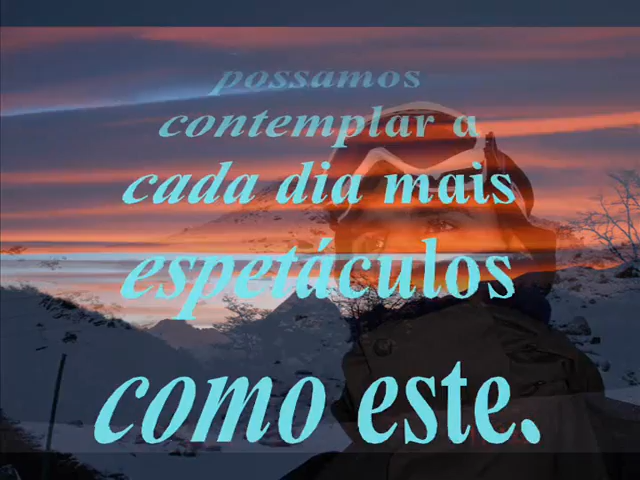 possamos
contemplar a
cada dia mais
espetáculos
como este.